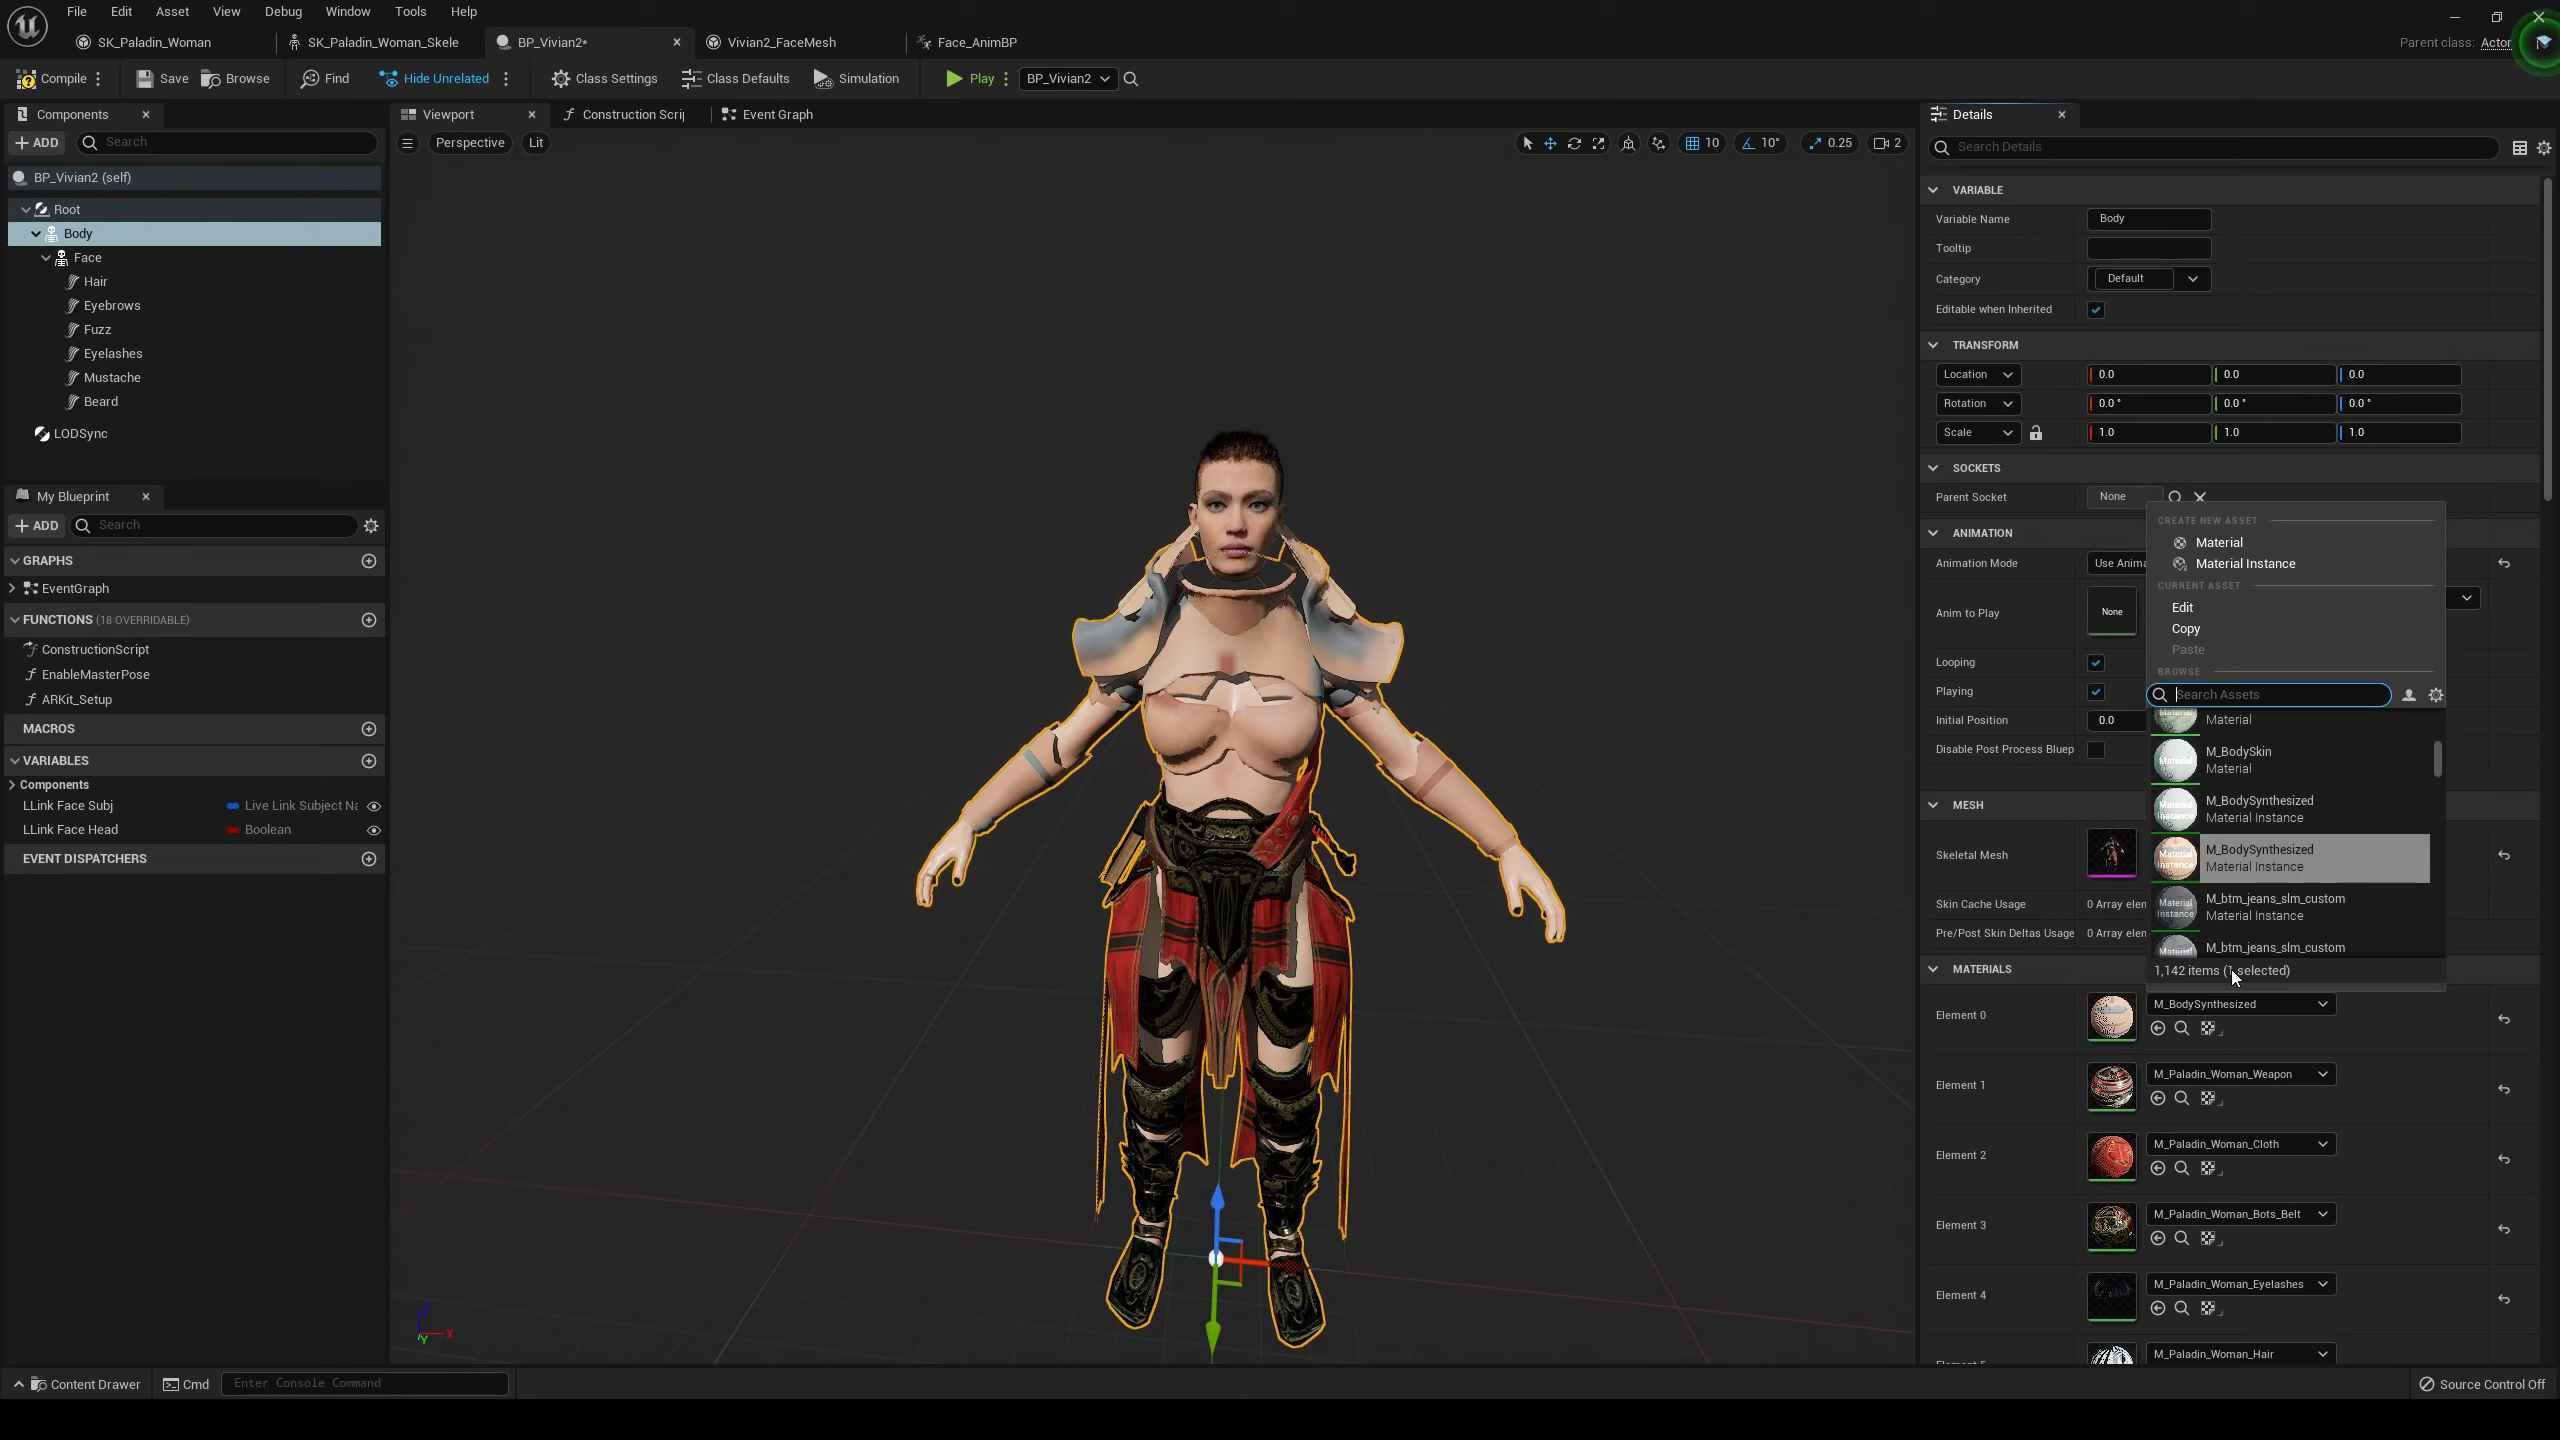 File Edit Asset View Debug Window Tools Help
SK_Paladin_Woman SK_Paladin_Woman_Skele BP_Vivian2* Vivian2_FaceMesh Face_AnimBP
Parent class: Actor
Compile Save Browse Find Hide Unrelated Class Settings Class Defaults Simulation Play BP_Vivian2
Components
ADD Search
BP_Vivian2 (self)
Root
Body
Face
Hair
Eyebrows
Fuzz
Eyelashes
Mustache
Beard
LODSync
My Blueprint
ADD Search
GRAPHS
EventGraph
FUNCTIONS (18 OVERRIDABLE)
ConstructionScript
EnableMasterPose
ARKit_Setup
MACROS
VARIABLES
Components
LLink Face Subj Live Link Subject Na
LLink Face Head Boolean
EVENT DISPATCHERS
Viewport Construction Scrip Event Graph
Perspective Lit
10 10° 0.25 2
Z
X
Y
Details
Search Details
VARIABLE
Variable Name Body
Tooltip
Category Default
Editable when Inherited
TRANSFORM
Location 0.0 0.0 0.0
Rotation 0.0 ° 0.0 ° 0.0 °
Scale 1.0 1.0 1.0
SOCKETS
Parent Socket None
ANIMATION
Animation Mode Use Anima
Anim to Play None
Looping
Playing
Initial Position 0.0
Disable Post Process Bluep
MESH
Skeletal Mesh
Skin Cache Usage 0 Array elen
Pre/Post Skin Deltas Usage 0 Array elen
CREATE NEW ASSET
Material
Material Instance
CURRENT ASSET
Edit
Copy
Paste
BROWSE
Search Assets
Material Material
M_BodySkin
Material Material
M_BodySynthesized
Material Instance Material Instance
M_BodySynthesized
Material Instance Material Instance
M_btm_jeans_slm_custom
Material Instance Material Instance
M_btm_jeans_slm_custom
Material
1,142 items (1 selected)
MATERIALS
Element 0 M_BodySynthesized
Element 1 M_Paladin_Woman_Weapon
Element 2 M_Paladin_Woman_Cloth
Element 3 M_Paladin_Woman_Bots_Belt
Element 4 M_Paladin_Woman_Eyelashes
M_Paladin_Woman_Hair
Content Drawer Cmd Enter Console Command
Source Control Off